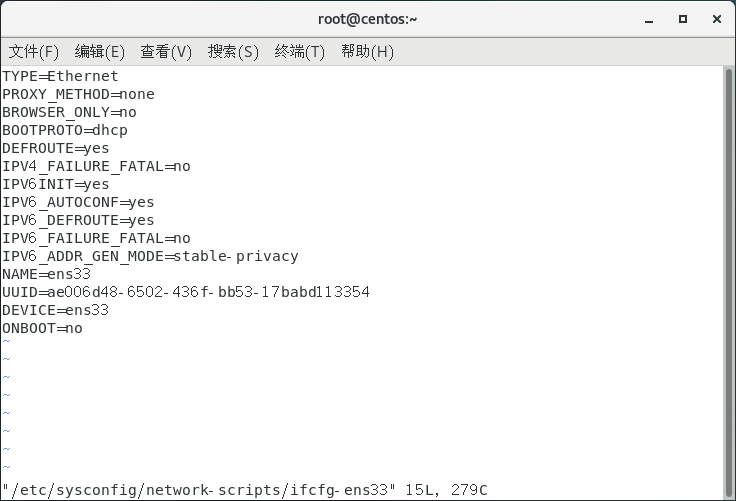 root@centos:~
文件(F) 编辑(E) 查看(V) 搜索(S) 终端(T) 帮助(H)
TYPE=Ethernet
PROXY_METHOD=none
BROWSER_ONLY=no
BOOTPROTO=dhcp
DEFROUTE=yes
IPV4_FAILURE_FATAL=no
IPV6INIT=yes
IPV6_AUTOCONF=yes
IPV6_DEFROUTE=yes
IPV6_FAILURE_FATAL=no
IPV6_ADDR_GEN_MODE=stable-privacy
NAME=ens33
UUID=ae006d48-6502-436f-bb53-17babd113354
DEVICE=ens33
ONBOOT=no
~
~
~
~
~
~
~
~
"/etc/sysconfig/network-scripts/ifcfg-ens33" 15L, 279C